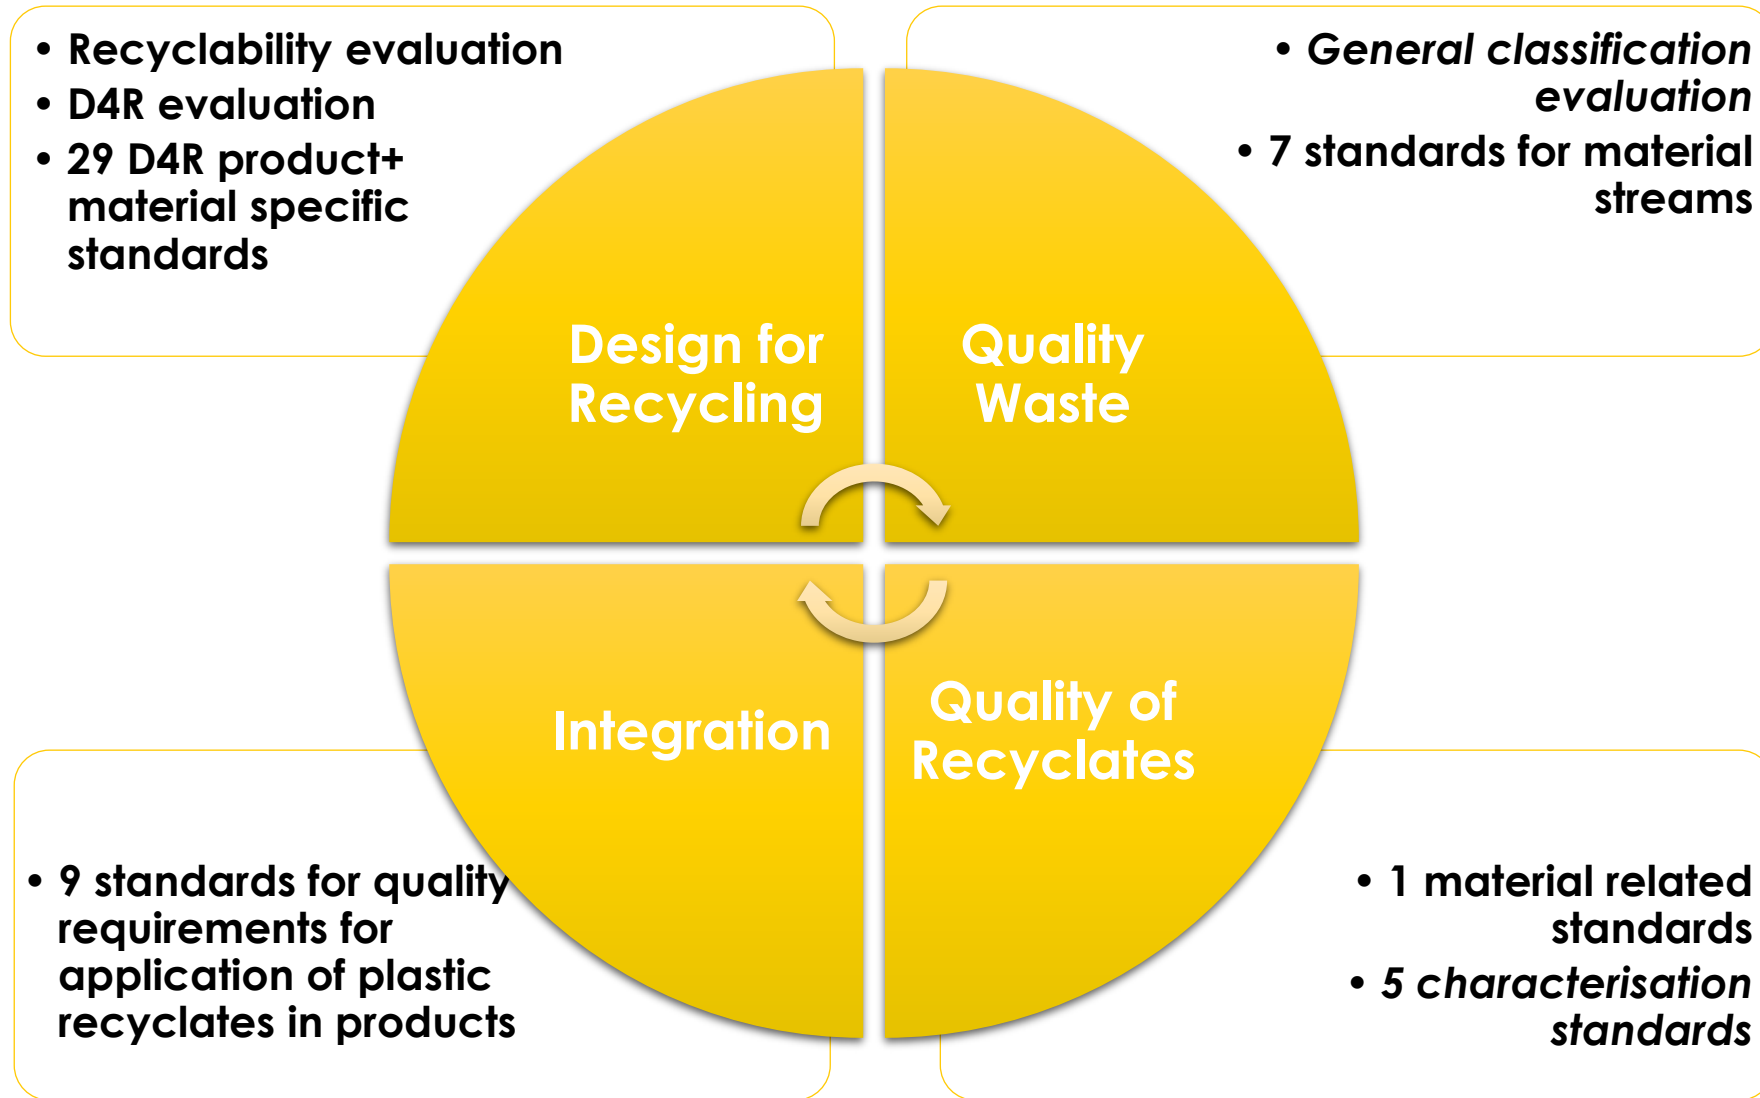 • Recyclability evaluation
• D4R evaluation
• 29 D4R product+
material specific
standards
• General classification
evaluation
• 7 standards for material
streams
Design for
Recycling
Quality
Waste
Integration
Quality of
Recyclates
• 9 standards for quality
requirements for
application of plastic
recyclates in products
• 1 material related
standards
• 5 characterisation
standards